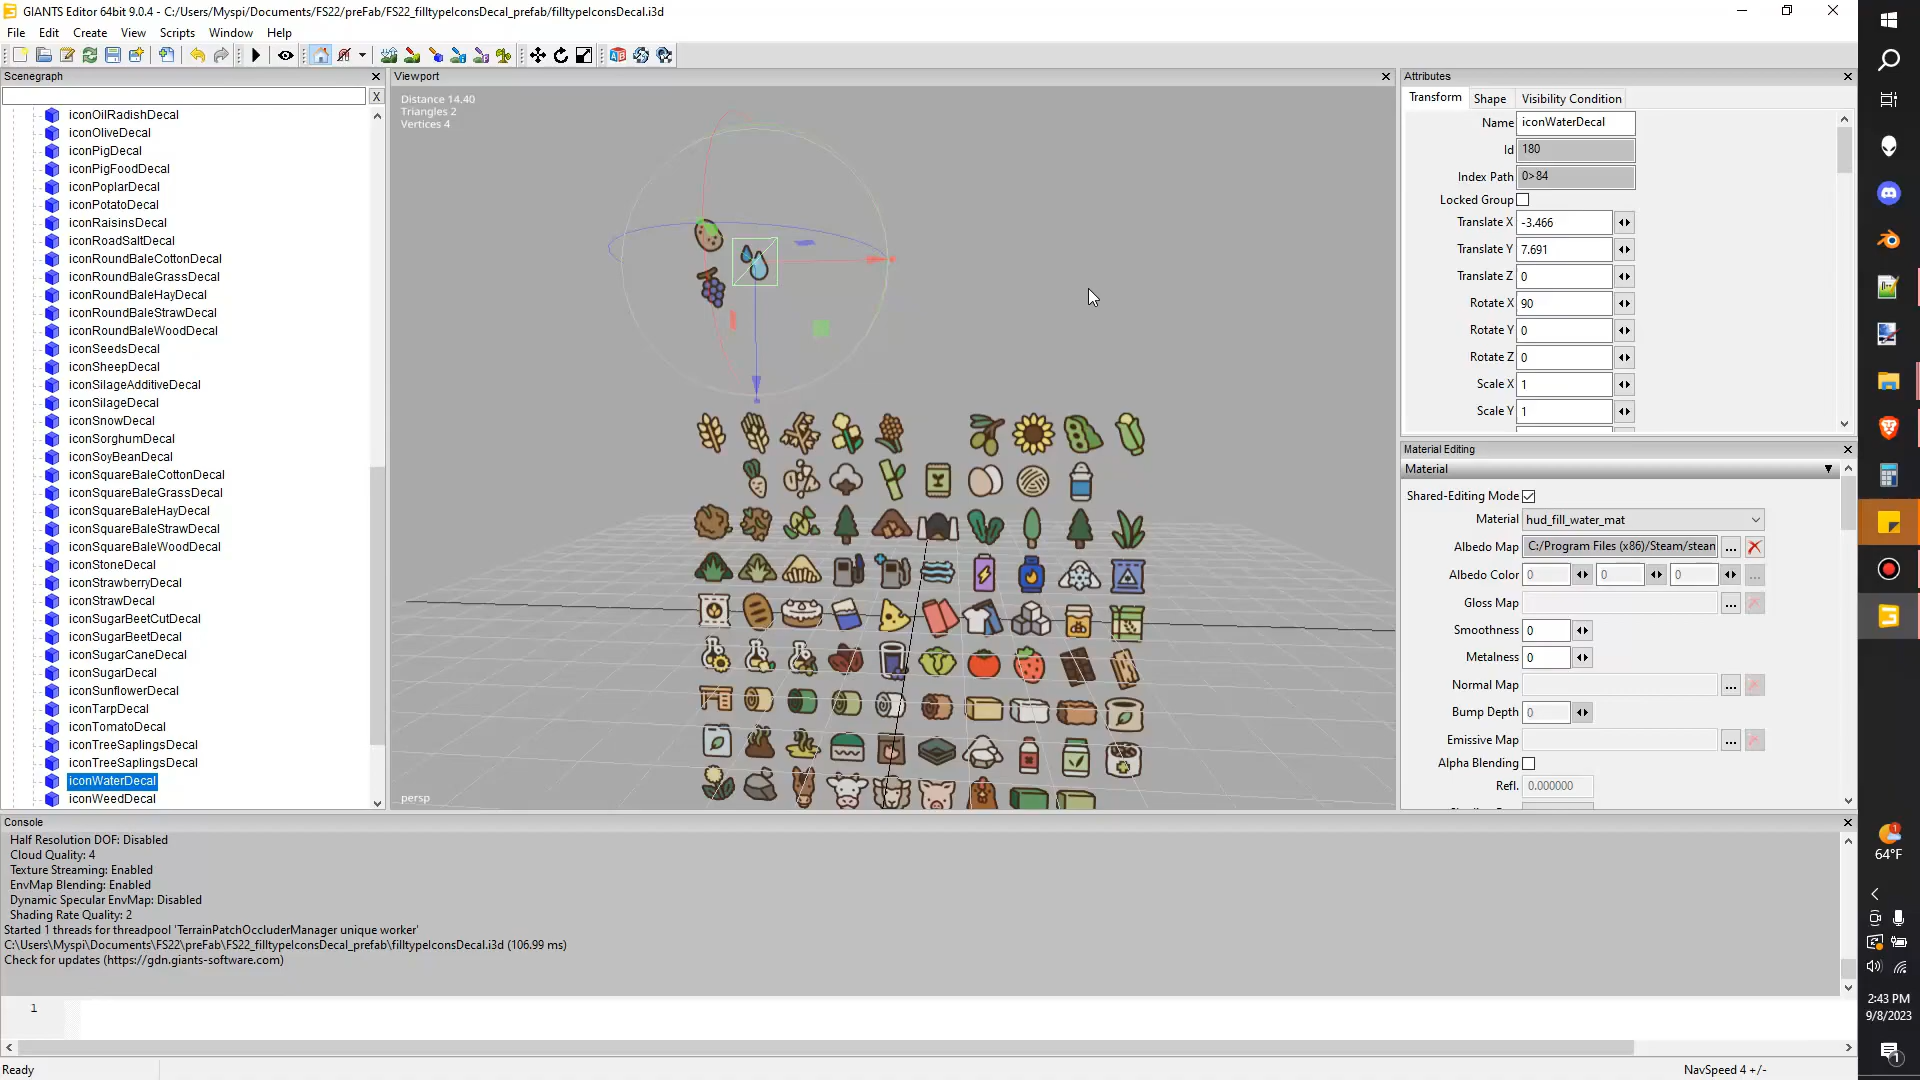 GIANTS Editor 64bit 9.0.4 - C:/Users/Myspi/Documents/FS22/preFab/FS22_filltypeIconsDecal_prefab/filltypeIconsDecal.i3d
File Edit Create View Scripts Window Help
Scenegraph
X
iconOilRadishDecal
iconOliveDecal
iconPigDecal
iconPigFoodDecal
iconPoplarDecal
iconPotatoDecal
iconRaisinsDecal
iconRoadSaltDecal
iconRoundBaleCottonDecal
iconRoundBaleGrassDecal
iconRoundBaleHayDecal
iconRoundBaleStrawDecal
iconRoundBaleWoodDecal
iconSeedsDecal
iconSheepDecal
iconSilageAdditiveDecal
iconSilageDecal
iconSnowDecal
iconSorghumDecal
iconSoyBeanDecal
iconSquareBaleCottonDecal
iconSquareBaleGrassDecal
iconSquareBaleHayDecal
iconSquareBaleStrawDecal
iconSquareBaleWoodDecal
iconStoneDecal
iconStrawberryDecal
iconStrawDecal
iconSugarBeetCutDecal
iconSugarBeetDecal
iconSugarCaneDecal
iconSugarDecal
iconSunflowerDecal
iconTarpDecal
iconTomatoDecal
iconTreeSaplingsDecal
iconTreeSaplingsDecal
iconWaterDecal
iconWeedDecal
Viewport
Distance 14.40
Triangles 2
Vertices 4
persp
Attributes
Transform Shape Visibility Condition
Name iconWaterDecal
Id 180
Index Path 0>84
Locked Group
Translate X -3.466
Translate Y 7.691
Translate Z 0
Rotate X 90
Rotate Y 0
Rotate Z 0
Scale X 1
Scale Y 1
Material Editing
Material
Shared-Editing Mode
Material hud_fill_water_mat
Albedo Map C:/Program Files (x86)/Steam/stean ...
Albedo Color 0 0 0 ...
Gloss Map ...
Smoothness 0
Metalness 0
Normal Map ...
Bump Depth 0
Emissive Map ...
Alpha Blending
Refl. 0.000000
Console
Half Resolution DOF: Disabled
Cloud Quality: 4
Texture Streaming: Enabled
EnvMap Blending: Enabled
Dynamic Specular EnvMap: Disabled
Shading Rate Quality: 2
Started 1 threads for threadpool 'TerrainPatchOccluderManager unique worker'
C:\Users\Myspi\Documents\FS22\preFab\FS22_filltypeIconsDecal_prefab\filltypeIconsDecal.i3d (106.99 ms)
Check for updates (https://gdn.giants-software.com)
1
Ready
NavSpeed 4 +/-
1
64°F
2:43 PM
9/8/2023
1